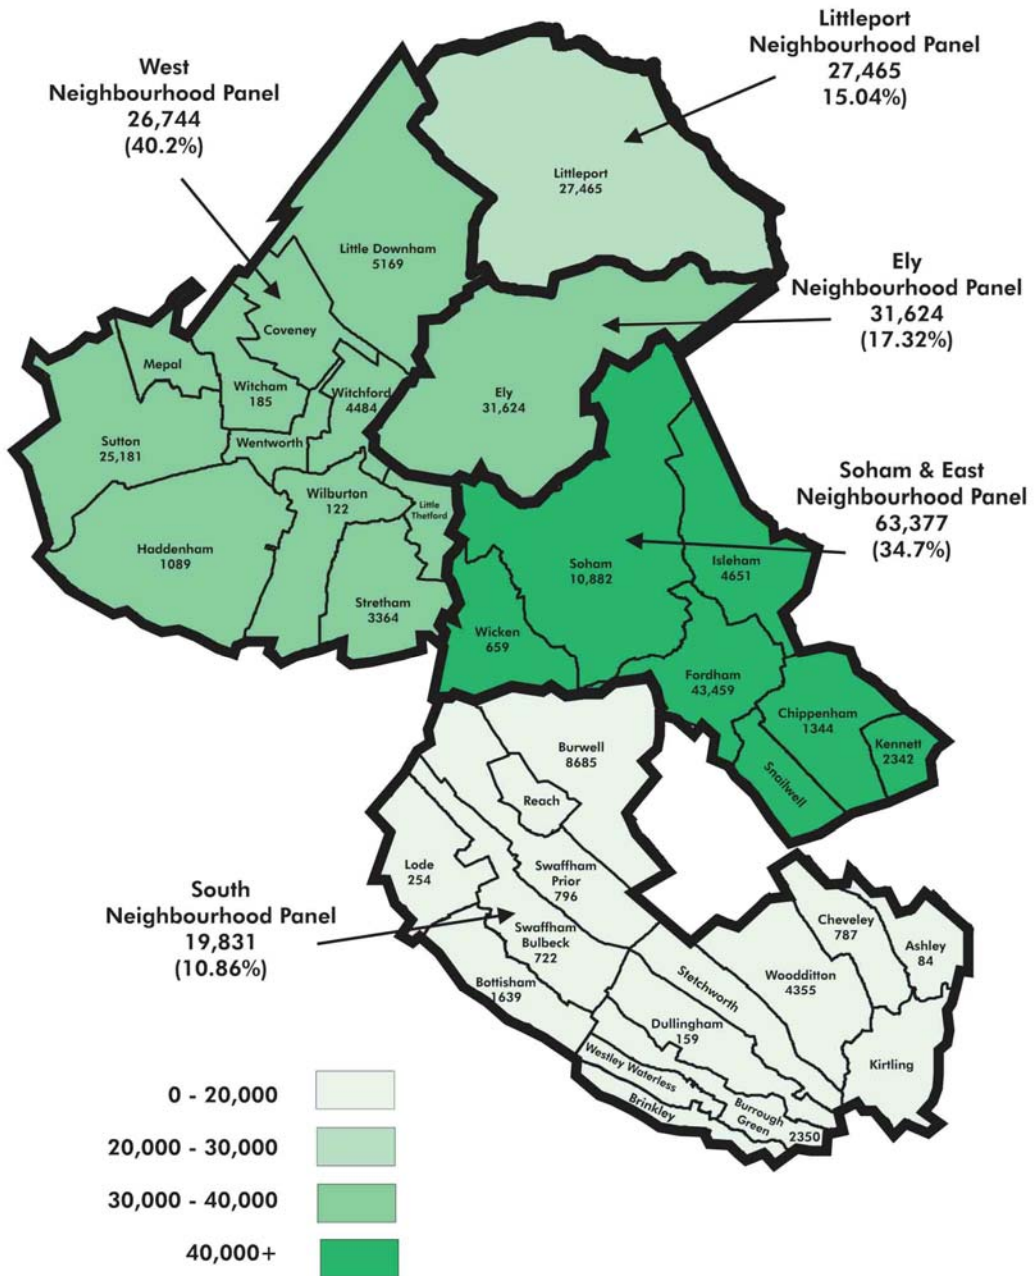 Littleport
Neighbourhood Panel
27,465
15.04%)
West
Neighbourhood Panel
26,744
(40.2%)
Littleport
27,465
Little Downham
5169
Ely
Neighbourhood Panel
31,624
(17.32%)
Coveney
Mepal
Witcham
185
Witchford
4484
Ely
31,624
Sutton
25,181
Wentworth
Soham & East
Neighbourhood Panel
63,377
(34.7%)
Wilburton
122
Little
Thetford
Haddenham
1089
Soham
10,882
Isleham
4651
Stretham
3364
Wicken
659
Fordham
43,459
Chippenham
1344
Kennett
2342
Snailwell
Burwell
8685
Reach
Lode
254
Swaffham
Prior
796
South
Neighbourhood Panel
19,831
(10.86%)
Swaffham
Bulbeck
722
Cheveley
787
Ashley
84
Woodditton
4355
Bottisham
1639
Stetchworth
Dullingham
159
Kirtling
Westley Waterless
Brinkley
Burrough
Green
2350
0 - 20,000
20,000 - 30,000
30,000 - 40,000
40,000+